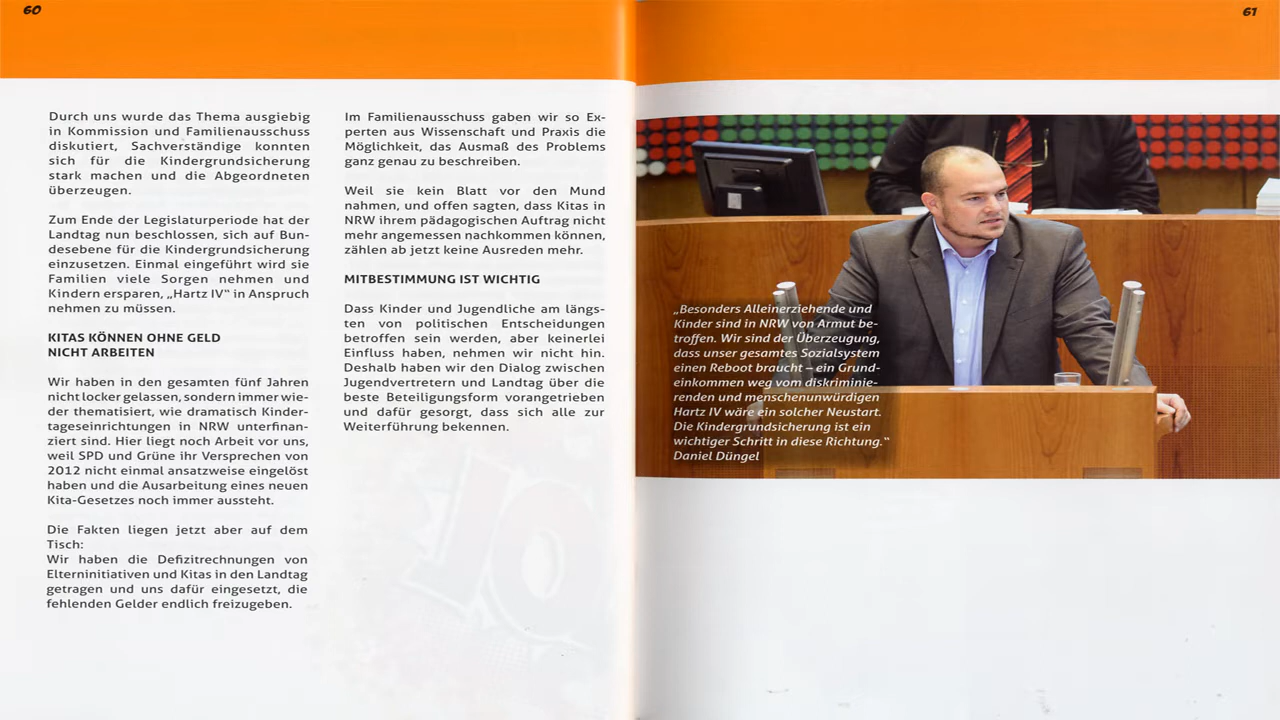 60
Durch uns wurde das Thema ausgiebig
in Kommission und Familienausschuss
diskutiert, Sachverständige konnten
sich für die Kindergrundsicherung
stark machen und die Abgeordneten
überzeugen.
Zum Ende der Legislaturperiode hat der
Landtag nun beschlossen, sich auf Bun-
desebene für die Kindergrundsicherung
einzusetzen. Einmal eingeführt wird sie
Familien viele Sorgen nehmen und
Kindern ersparen, „Hartz IV“ in Anspruch
nehmen zu müssen.
KITAS KÖNNEN OHNE GELD
NICHT ARBEITEN
Wir haben in den gesamten fünf Jahren
nicht locker gelassen, sondern immer wie-
der thematisiert, wie dramatisch Kinder-
tageseinrichtungen in NRW unterfinan-
ziert sind. Hier liegt noch Arbeit vor uns,
weil SPD und Grüne ihr Versprechen von
2012 nicht einmal ansatzweise eingelöst
haben und die Ausarbeitung eines neuen
Kita-Gesetzes noch immer aussteht.
Die Fakten liegen jetzt aber auf dem
Tisch:
Wir haben die Defizitrechnungen von
Elterninitiativen und Kitas in den Landtag
getragen und uns dafür eingesetzt, die
fehlenden Gelder endlich freizugeben.
Im Familienausschuss gaben wir so Ex-
perten aus Wissenschaft und Praxis die
Möglichkeit, das Ausmaß des Problems
ganz genau zu beschreiben.
Weil sie kein Blatt vor den Mund
nahmen, und offen sagten, dass Kitas in
NRW ihrem pädagogischen Auftrag nicht
mehr angemessen nachkommen können,
zählen ab jetzt keine Ausreden mehr.
MITBESTIMMUNG IST WICHTIG
Dass Kinder und Jugendliche am längs-
ten von politischen Entscheidungen
betroffen sein werden, aber keinerlei
Einfluss haben, nehmen wir nicht hin.
Deshalb haben wir den Dialog zwischen
Jugendvertretern und Landtag über die
beste Beteiligungsform vorangetrieben
und dafür gesorgt, dass sich alle zur
Weiterführung bekennen.
61
„Besonders Alleinerziehende und
Kinder sind in NRW von Armut be-
troffen. Wir sind der Überzeugung,
dass unser gesamtes Sozialsystem
einen Reboot braucht – ein Grund-
einkommen weg vom diskriminie-
renden und menschenunwürdigen
Hartz IV wäre ein solcher Neustart.
Die Kindergrundsicherung ist ein
wichtiger Schritt in diese Richtung.“
Daniel Düngel